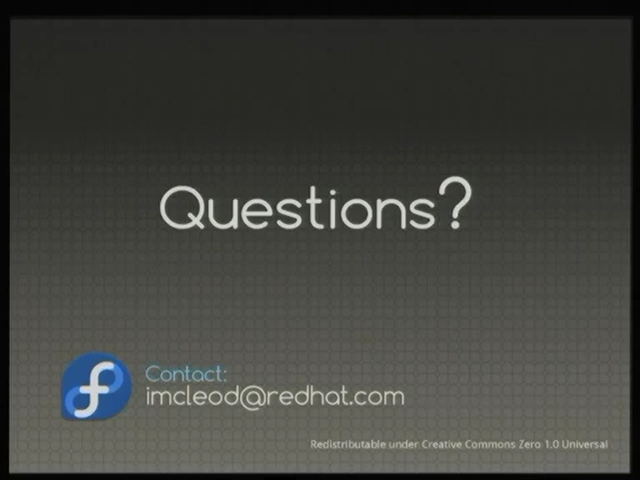 Questions?
Contact:
imcleod@redhat.com
Redistributable under Creative Commons Zero 1.0 Universal